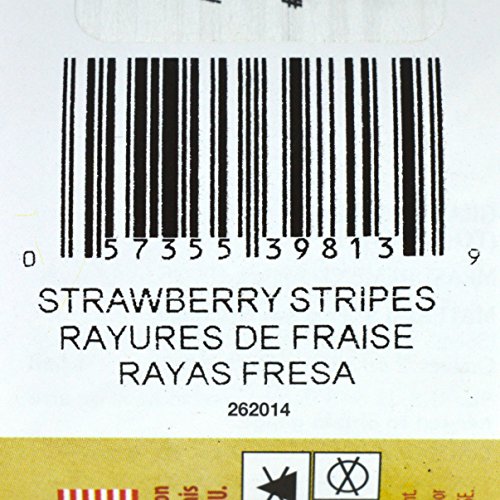 0 57355 39813 9
STRAWBERRY STRIPES
RAYURES DE FRAISE
RAYAS FRESA
262014